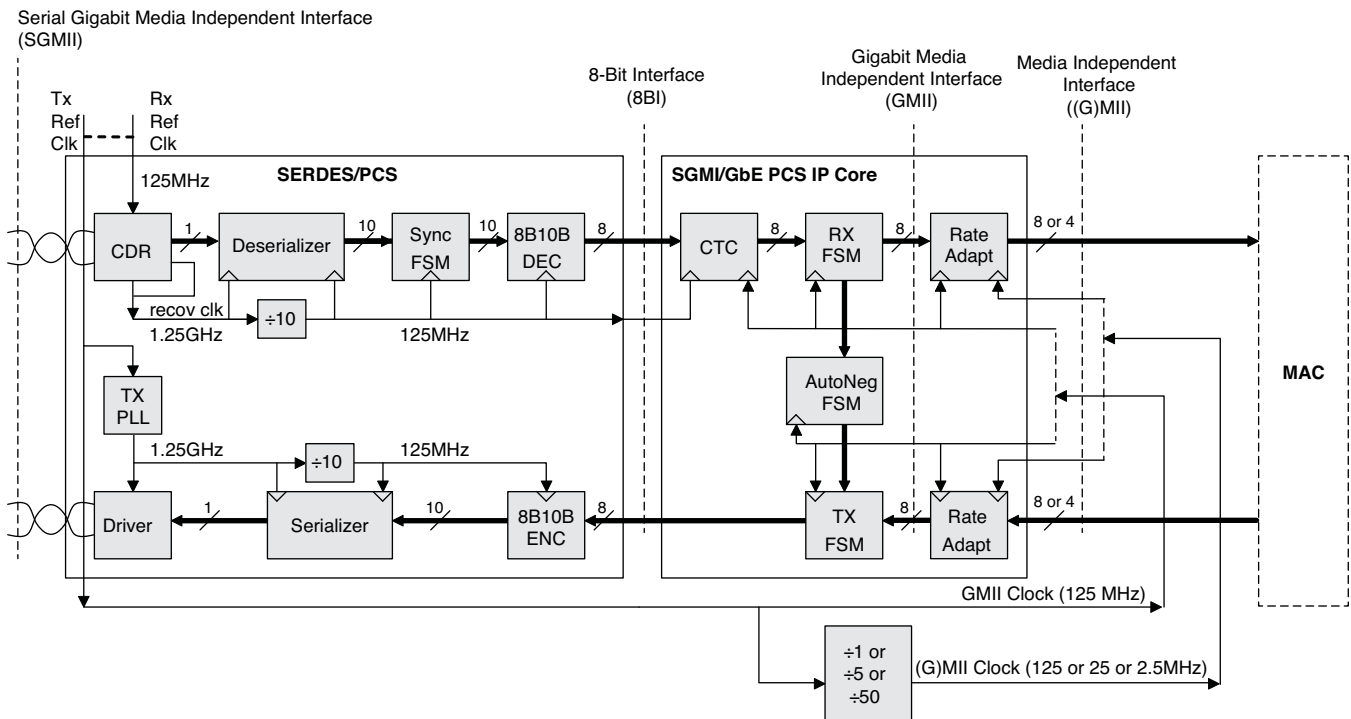 Serial Gigabit Media Independent Interface
(SGMII)
Tx
Ref
Clk
Rx
Ref
Clk
8-Bit Interface
(8BI)
Gigabit Media
Independent Interface
(GMII)
Media Independent
Interface
((G)MII)
SERDES/PCS
SGMI/GbE PCS IP Core
125MHz
CDR
1
Deserializer
10
Sync
FSM
10
8B10B
DEC
8
CTC
8
RX
FSM
8
Rate
Adapt
8 or 4
recov clk
1.25GHz
÷10
125MHz
AutoNeg
FSM
MAC
TX
PLL
1.25GHz
÷10
125MHz
Driver
1
Serializer
10
8B10B
ENC
8
TX
FSM
8
Rate
Adapt
8 or 4
GMII Clock (125 MHz)
÷1 or
÷5 or
÷50
(G)MII Clock (125 or 25 or 2.5MHz)